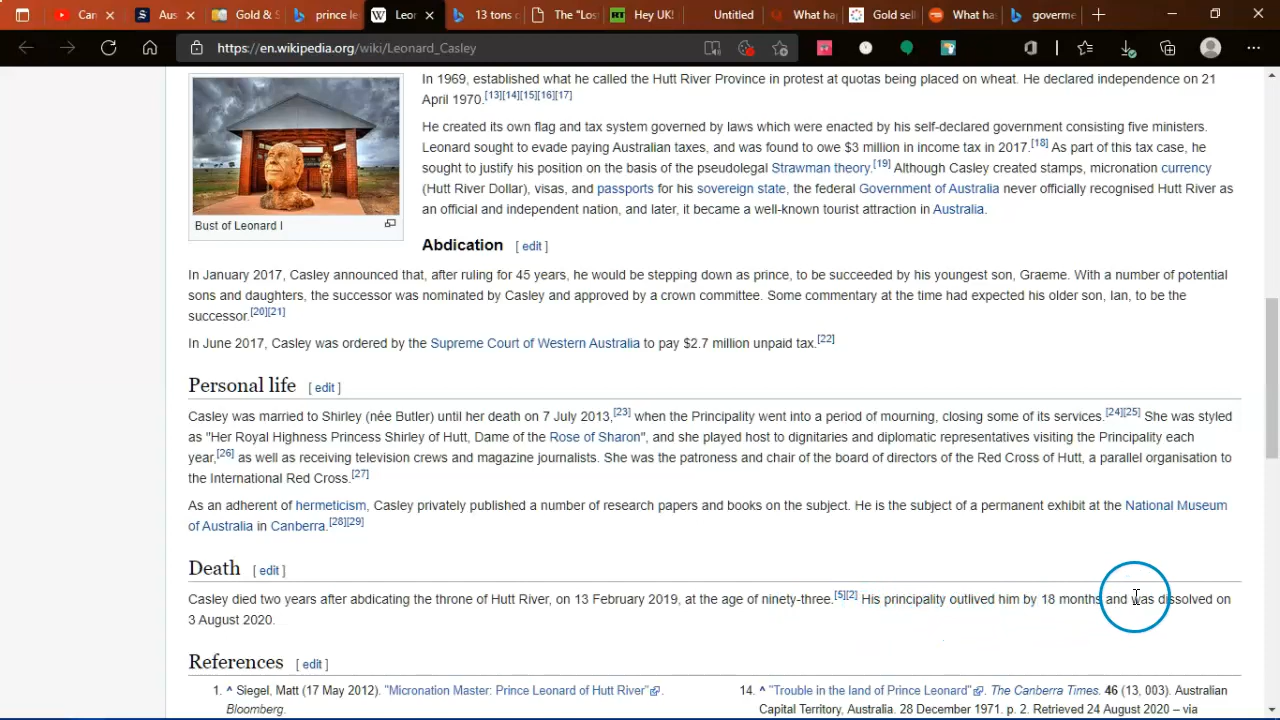 Car
Aus
Gold & S
prince le
Leor
13 tons c
The "Los
Hey UK!
Untitled
What ha
Gold sell
What ha
goverme
https://en.wikipedia.org/wiki/Leonard_Casley
In 1969, established what he called the Hutt River Province in protest at quotas being placed on wheat. He declared independence on 21
April 1970.[13][14][15][16][17]
He created its own flag and tax system governed by laws which were enacted by his self-declared government consisting five ministers.
Leonard sought to evade paying Australian taxes, and was found to owe $3 million in income tax in 2017.[18] As part of this tax case, he
sought to justify his position on the basis of the pseudolegal Strawman theory.[19] Although Casley created stamps, micronation currency
(Hutt River Dollar), visas, and passports for his sovereign state, the federal Government of Australia never officially recognised Hutt River as
an official and independent nation, and later, it became a well-known tourist attraction in Australia.
Bust of Leonard I
Abdication [ edit ]
In January 2017, Casley announced that, after ruling for 45 years, he would be stepping down as prince, to be succeeded by his youngest son, Graeme. With a number of potential
sons and daughters, the successor was nominated by Casley and approved by a crown committee. Some commentary at the time had expected his older son, Ian, to be the
successor.[20][21]
In June 2017, Casley was ordered by the Supreme Court of Western Australia to pay $2.7 million unpaid tax.[22]
Personal life [ edit ]
Casley was married to Shirley (née Butler) until her death on 7 July 2013,[23] when the Principality went into a period of mourning, closing some of its services.[24][25] She was styled
as "Her Royal Highness Princess Shirley of Hutt, Dame of the Rose of Sharon", and she played host to dignitaries and diplomatic representatives visiting the Principality each
year,[26] as well as receiving television crews and magazine journalists. She was the patroness and chair of the board of directors of the Red Cross of Hutt, a parallel organisation to
the International Red Cross.[27]
As an adherent of hermeticism, Casley privately published a number of research papers and books on the subject. He is the subject of a permanent exhibit at the National Museum
of Australia in Canberra.[28][29]
Death [ edit ]
Casley died two years after abdicating the throne of Hutt River, on 13 February 2019, at the age of ninety-three.[5][2] His principality outlived him by 18 months and was dissolved on
3 August 2020.
References [ edit ]
1. ^ Siegel, Matt (17 May 2012). "Micronation Master: Prince Leonard of Hutt River".
Bloomberg.
14. ^ "Trouble in the land of Prince Leonard". The Canberra Times. 46 (13, 003). Australian
Capital Territory, Australia. 28 December 1971. p. 2. Retrieved 24 August 2020 – via